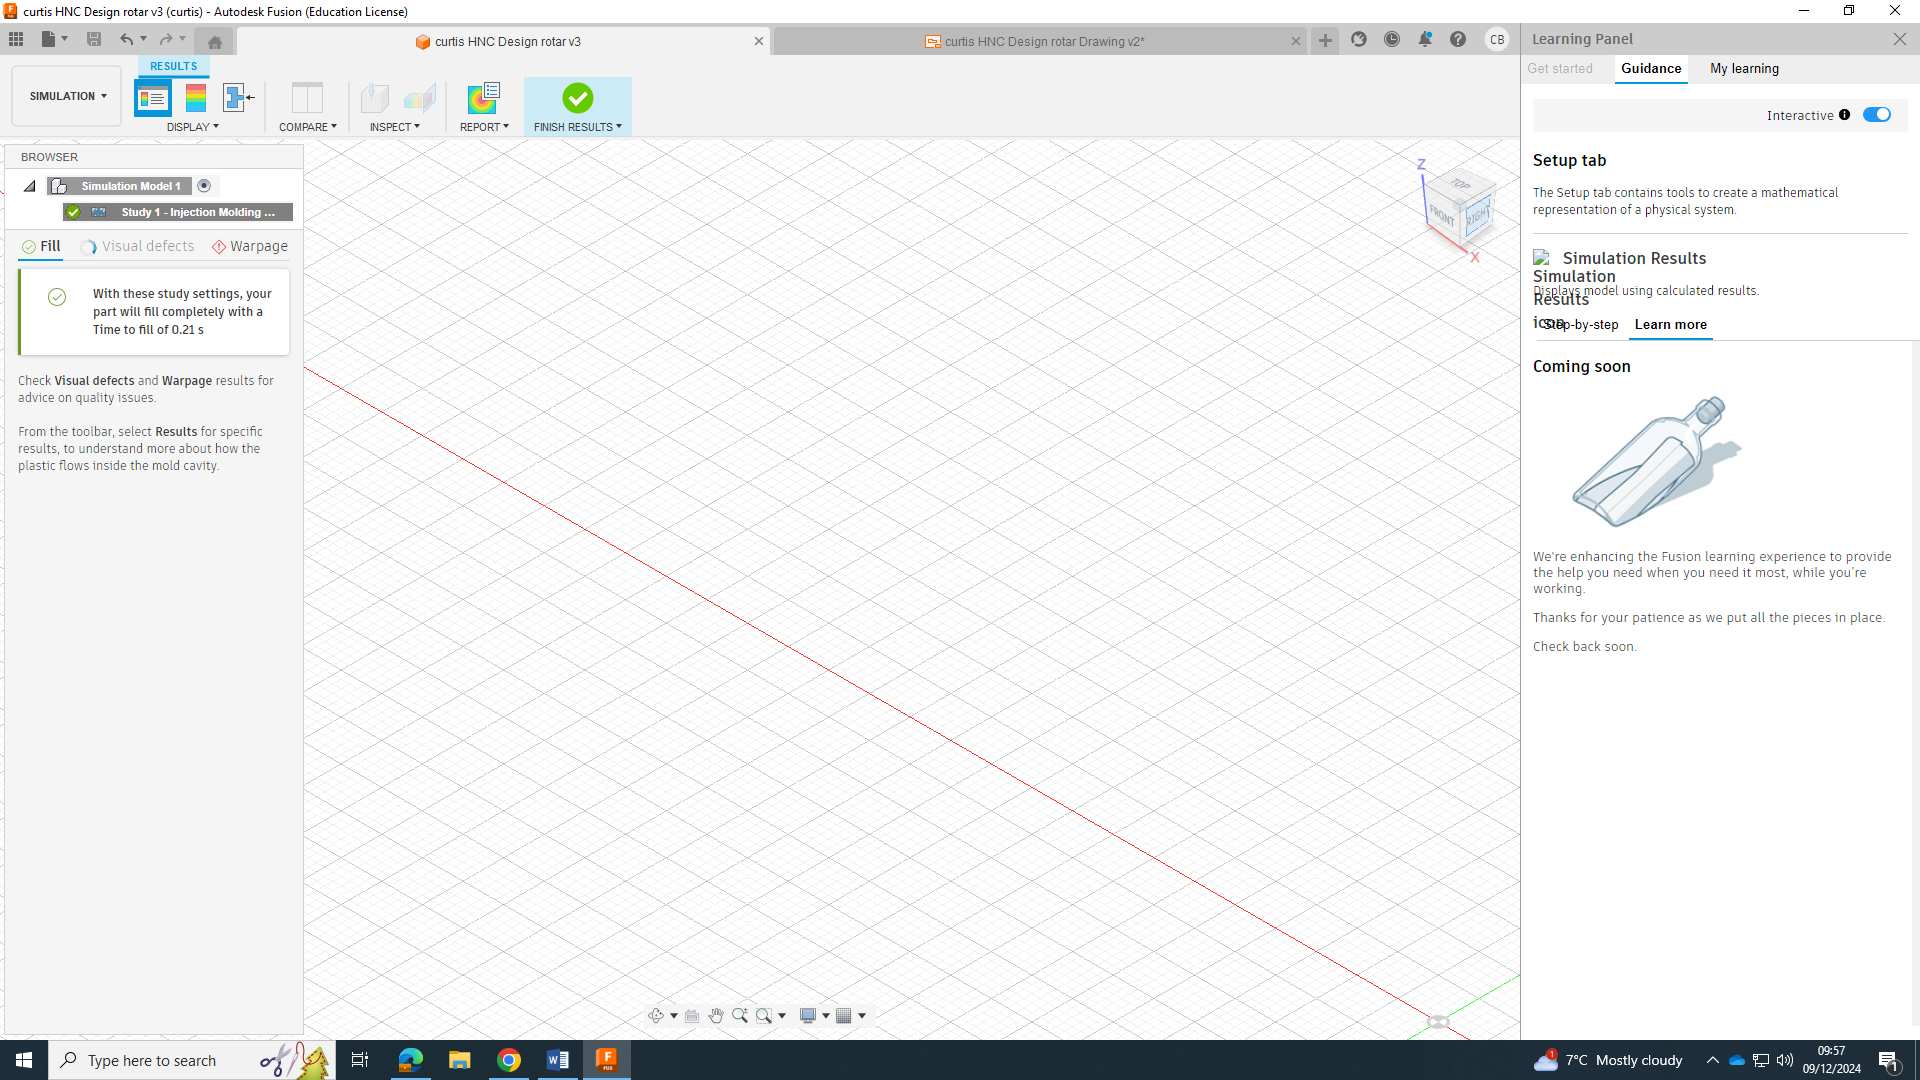 curtis HNC Design rotar v3 (curtis) - Autodesk Fusion (Education License)
curtis HNC Design rotar v3
curtis HNC Design rotar Drawing v2*
CB
SIMULATION
RESULTS
DISPLAY
COMPARE
INSPECT
REPORT
FINISH RESULTS
BROWSER
Simulation Model 1
Study 1 - Injection Molding ...
Fill
Visual defects
Warpage
With these study settings, your
part will fill completely with a
Time to fill of 0.21 s
Check Visual defects and Warpage results for
advice on quality issues.
From the toolbar, select Results for specific
results, to understand more about how the
plastic flows inside the mold cavity.
Z
TOP
FRONT
RIGHT
X
Learning Panel
Get started
Guidance
My learning
Interactive
Setup tab
The Setup tab contains tools to create a mathematical
representation of a physical system.
Simulation Results icon
Simulation Results
Displays model using calculated results.
Step-by-step
Learn more
Coming soon
We're enhancing the Fusion learning experience to provide
the help you need when you need it most, while you're
working.
Thanks for your patience as we put all the pieces in place.
Check back soon.
Type here to search
1
7°C Mostly cloudy
09:57
09/12/2024
1